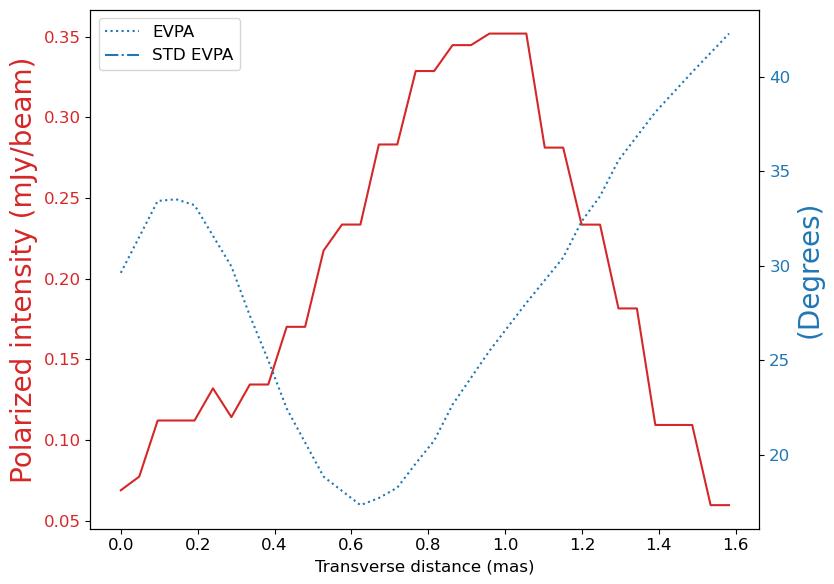 EVPA
STD EVPA
Polarized intensity (mJy/beam)
0.35
0.30
0.25
0.20
0.15
0.10
0.05
40
35
30
25
20
(Degrees)
0.0 0.2 0.4 0.6 0.8 1.0 1.2 1.4 1.6
Transverse distance (mas)